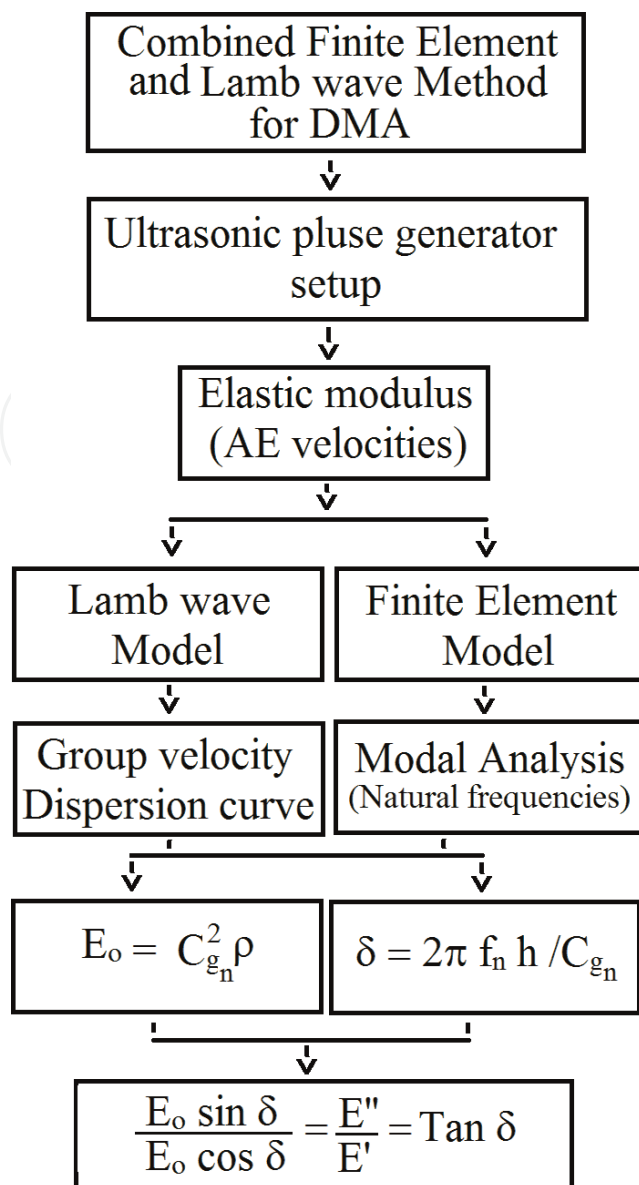 Combined Finite Element
and Lamb wave Method
for DMA
Ultrasonic pluse generator
setup
Elastic modulus
(AE velocities)
Lamb wave
Model
Finite Element
Model
Group velocity
Dispersion curve
Modal Analysis
(Natural frequencies)
Eₒ = C²_gₙ ρ
δ = 2π fₙ h /C_gₙ
Eₒ sin δ / Eₒ cos δ = E" / E' = Tan δ